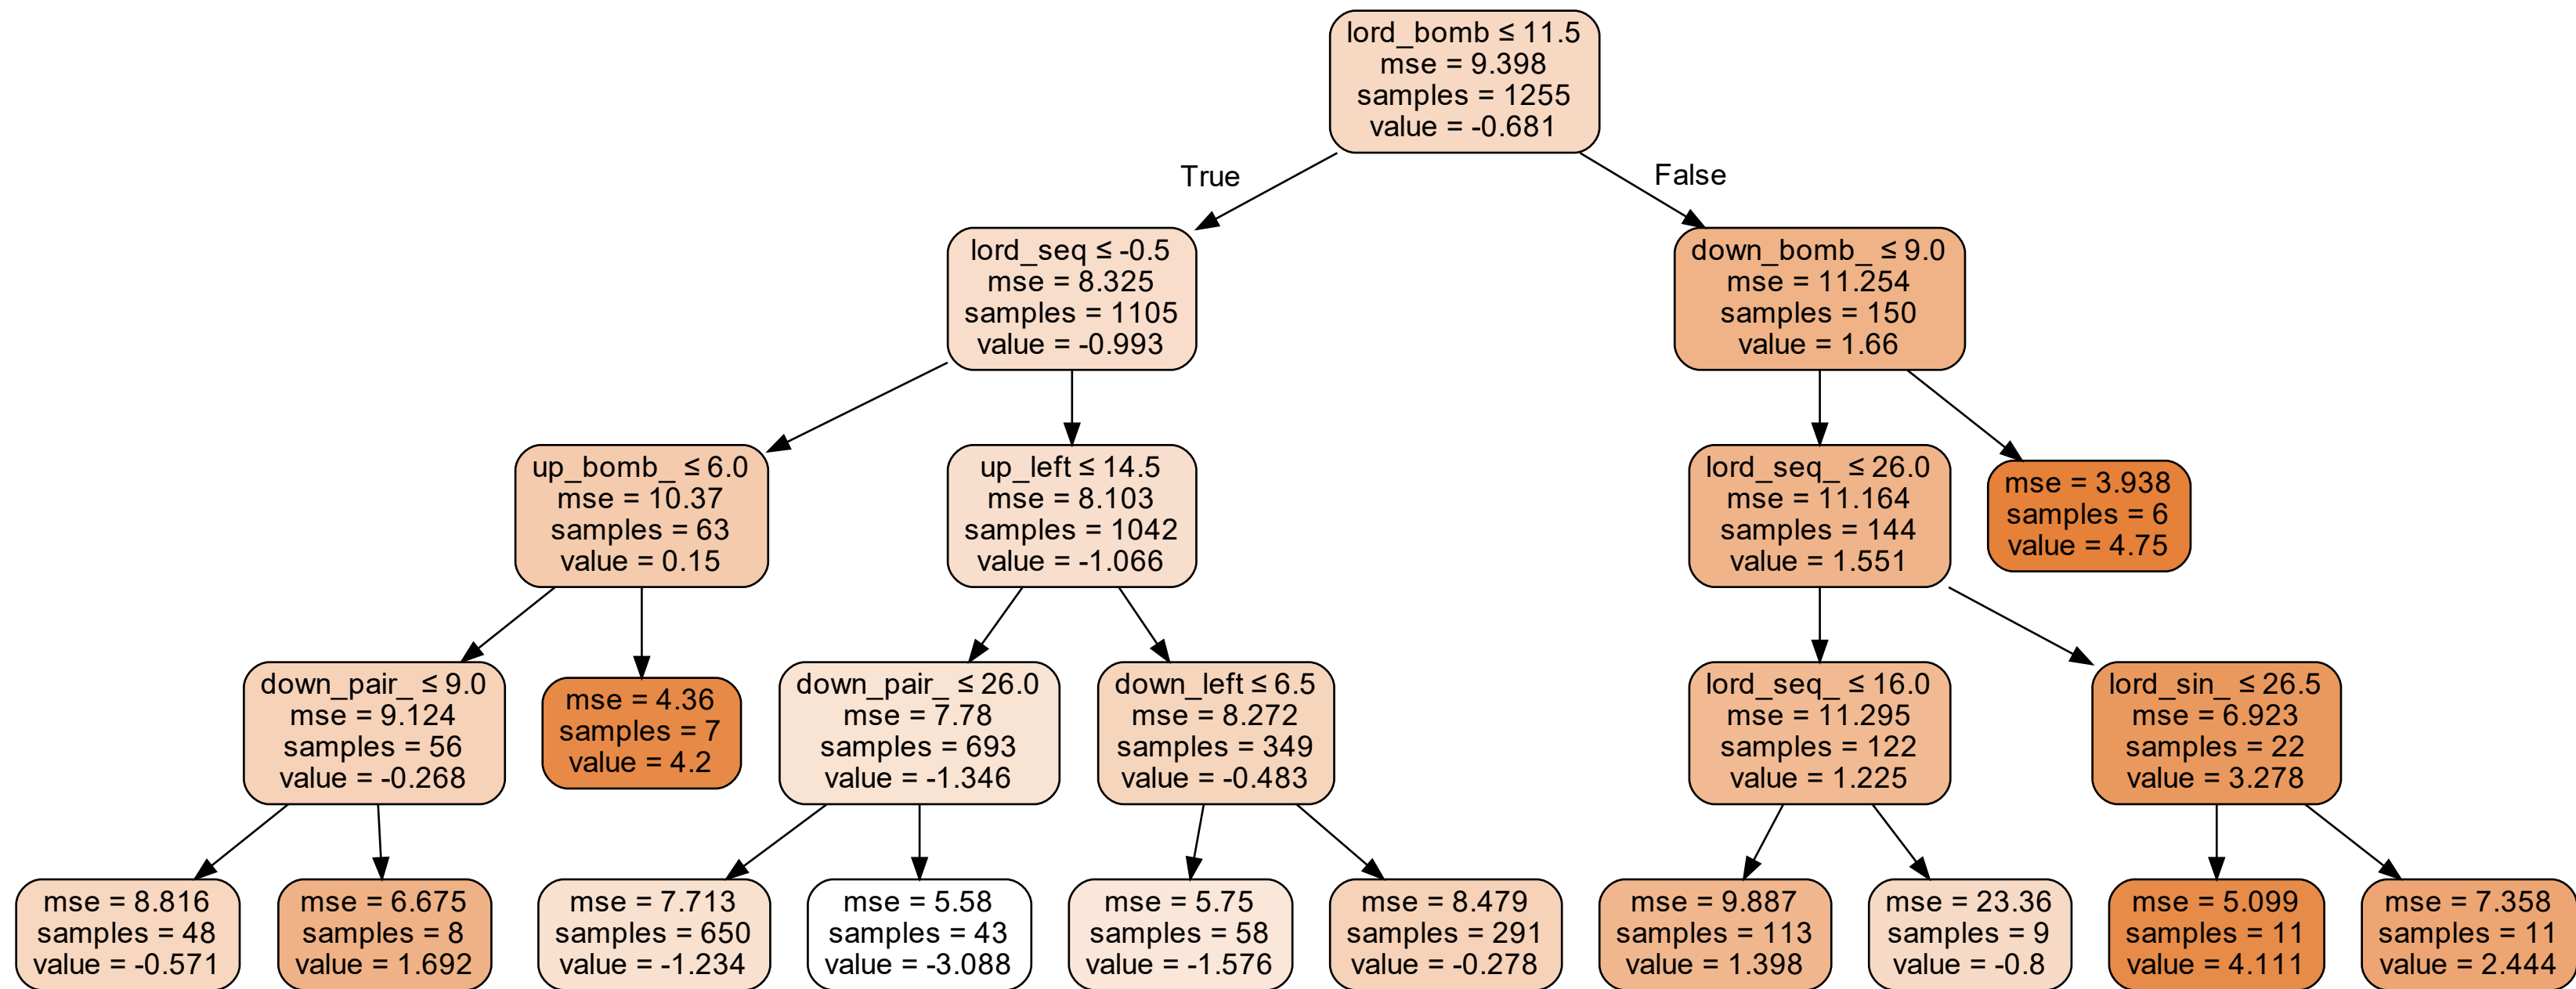 lord_bomb ≤ 11.5
mse = 9.398
samples = 1255
value = -0.681
True
False
lord_seq ≤ -0.5
mse = 8.325
samples = 1105
value = -0.993
down_bomb_ ≤ 9.0
mse = 11.254
samples = 150
value = 1.66
up_bomb_ ≤ 6.0
mse = 10.37
samples = 63
value = 0.15
up_left ≤ 14.5
mse = 8.103
samples = 1042
value = -1.066
lord_seq_ ≤ 26.0
mse = 11.164
samples = 144
value = 1.551
mse = 3.938
samples = 6
value = 4.75
down_pair_ ≤ 9.0
mse = 9.124
samples = 56
value = -0.268
mse = 4.36
samples = 7
value = 4.2
down_pair_ ≤ 26.0
mse = 7.78
samples = 693
value = -1.346
down_left ≤ 6.5
mse = 8.272
samples = 349
value = -0.483
lord_seq_ ≤ 16.0
mse = 11.295
samples = 122
value = 1.225
lord_sin_ ≤ 26.5
mse = 6.923
samples = 22
value = 3.278
mse = 8.816
samples = 48
value = -0.571
mse = 6.675
samples = 8
value = 1.692
mse = 7.713
samples = 650
value = -1.234
mse = 5.58
samples = 43
value = -3.088
mse = 5.75
samples = 58
value = -1.576
mse = 8.479
samples = 291
value = -0.278
mse = 9.887
samples = 113
value = 1.398
mse = 23.36
samples = 9
value = -0.8
mse = 5.099
samples = 11
value = 4.111
mse = 7.358
samples = 11
value = 2.444